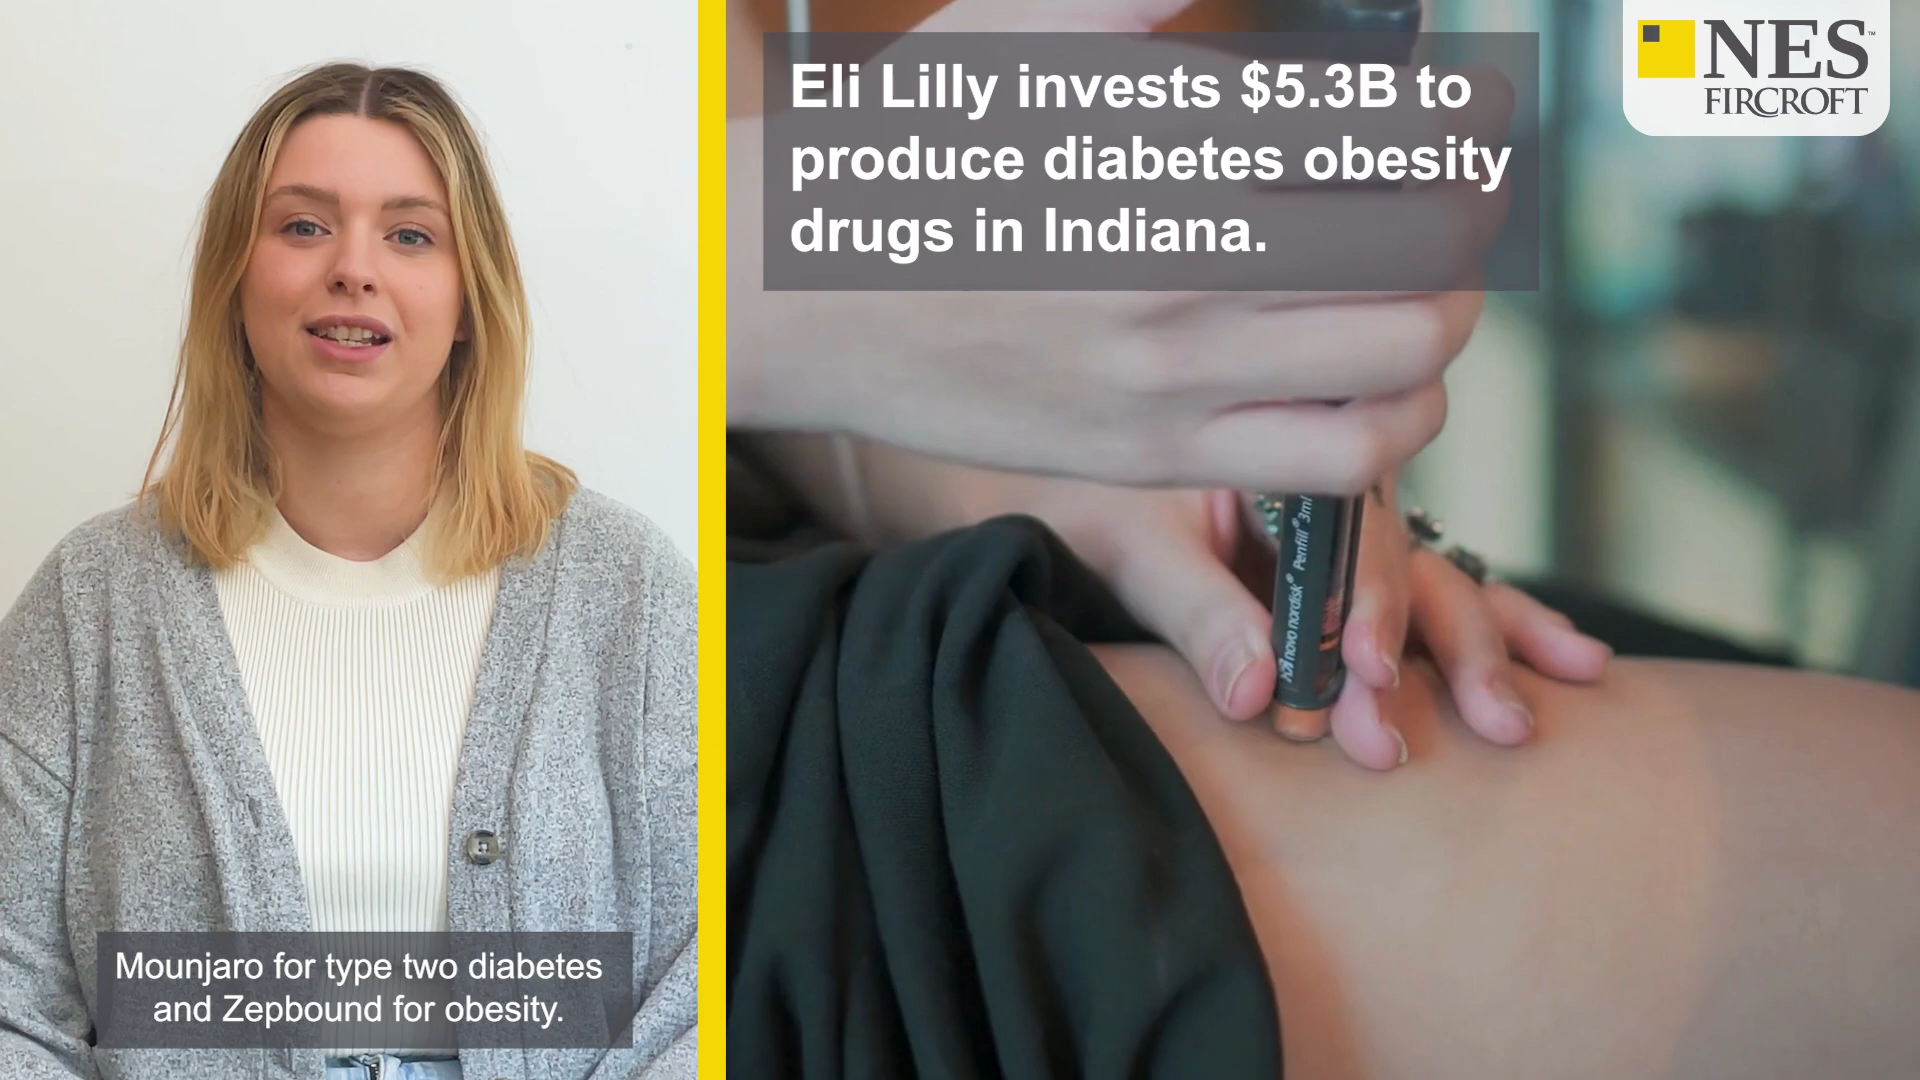 Eli Lilly invests $5.3B to
produce diabetes obesity
drugs in Indiana.
NES™
FIRCROFT
novo nordisk® Penfill® 3ml
Mounjaro for type two diabetes
and Zepbound for obesity.